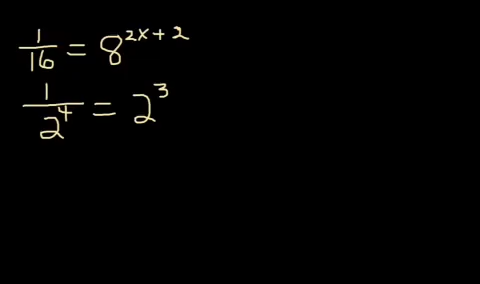 1/16 = 8^(2x+2)
1/2^4 = 2^3